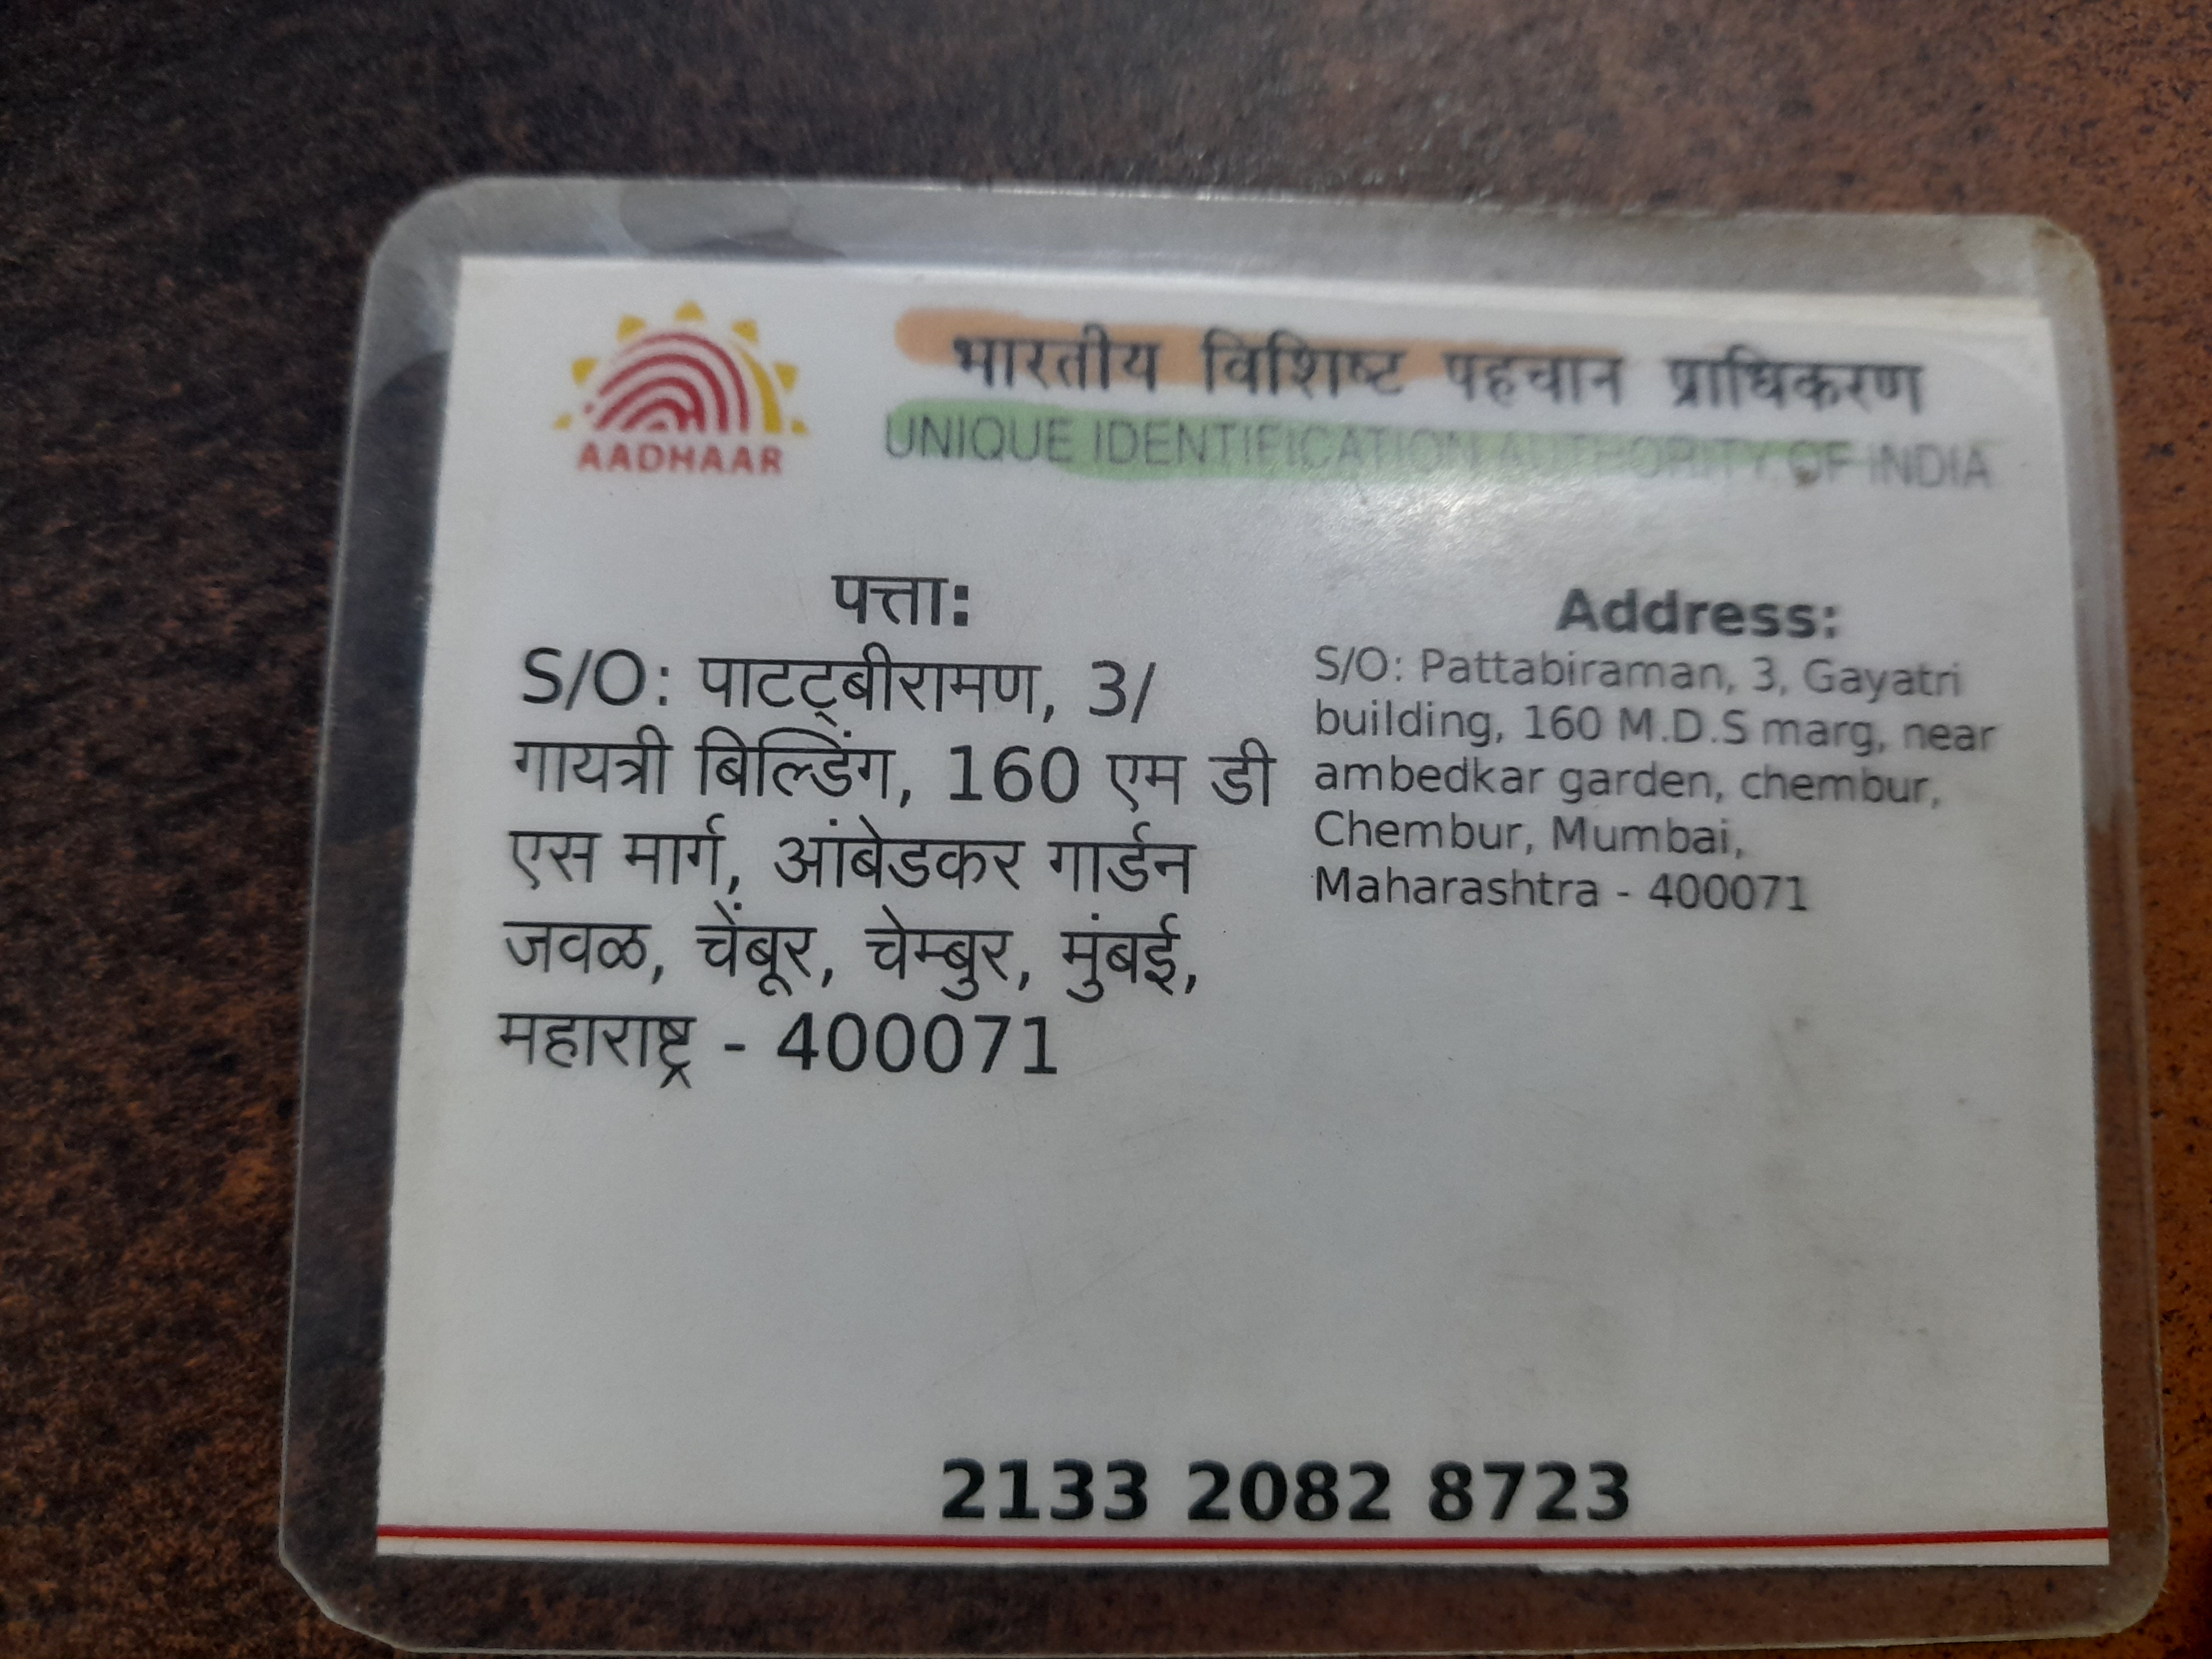 भारतीय विशिष्ट पहचान प्राधिकरण
AADHAAR
UNIQUE IDENTIFICATION AUTHORITY OF INDIA
पत्ता:
S/O: पाटट्बीरामण, 3/
गायत्री बिल्डिंग, 160 एम डी
एस मार्ग, आंबेडकर गार्डन
जवळ, चेंबूर, चेम्बुर, मुंबई,
महाराष्ट्र - 400071
Address:
S/O: Pattabiraman, 3, Gayatri
building, 160 M.D.S marg, near
ambedkar garden, chembur,
Chembur, Mumbai,
Maharashtra - 400071
2133 2082 8723